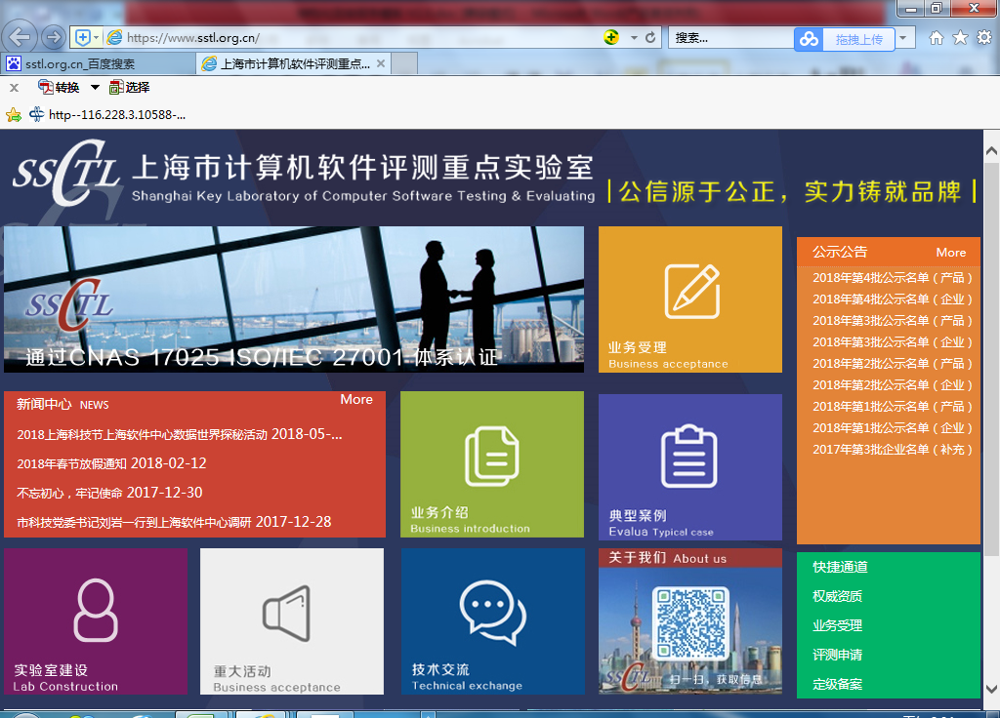 https://www.sstl.org.cn/
搜索...
拖拽上传
sstl.org.cn_百度搜索
上海市计算机软件评测重点...
转换
选择
http--116.228.3.10588-...
SSCTL
上海市计算机软件评测重点实验室
Shanghai Key Laboratory of Computer Software Testing & Evaluating
公信源于公正，实力铸就品牌
SSCTL
通过CNAS 17025 ISO/IEC 27001 体系认证
业务受理
Business acceptance
公示公告 More
2018年第4批公示名单（产品）
2018年第4批公示名单（企业）
2018年第3批公示名单（产品）
2018年第3批公示名单（企业）
2018年第2批公示名单（产品）
2018年第2批公示名单（企业）
2018年第1批公示名单（产品）
2018年第1批公示名单（企业）
2017年第3批企业名单（补充）
新闻中心 NEWS More
2018上海科技节上海软件中心数据世界探秘活动 2018-05-...
2018年春节放假通知 2018-02-12
不忘初心，牢记使命 2017-12-30
市科技党委书记刘岩一行到上海软件中心调研 2017-12-28
业务介绍
Business introduction
典型案例
Evalua Typical case
实验室建设
Lab Construction
重大活动
Business acceptance
技术交流
Technical exchange
关于我们 About us
SSCTL
扫一扫，获取信息
快捷通道
权威资质
业务受理
评测申请
定级备案